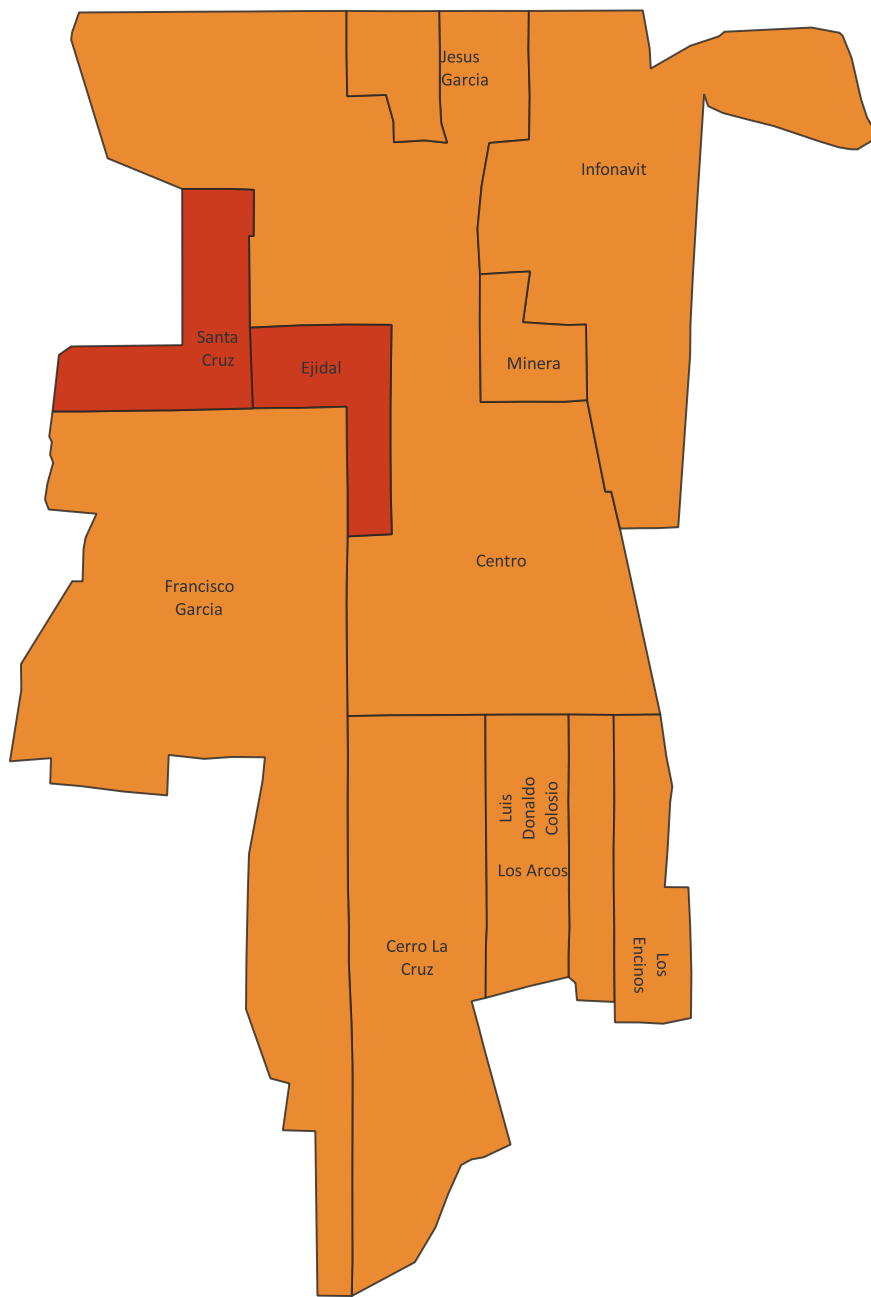 Jesus
Garcia
Infonavit
Santa
Cruz
Ejidal
Minera
Centro
Francisco
Garcia
Luis
Donaldo
Colosio
Los Arcos
Cerro La
Cruz
Los
Encinos